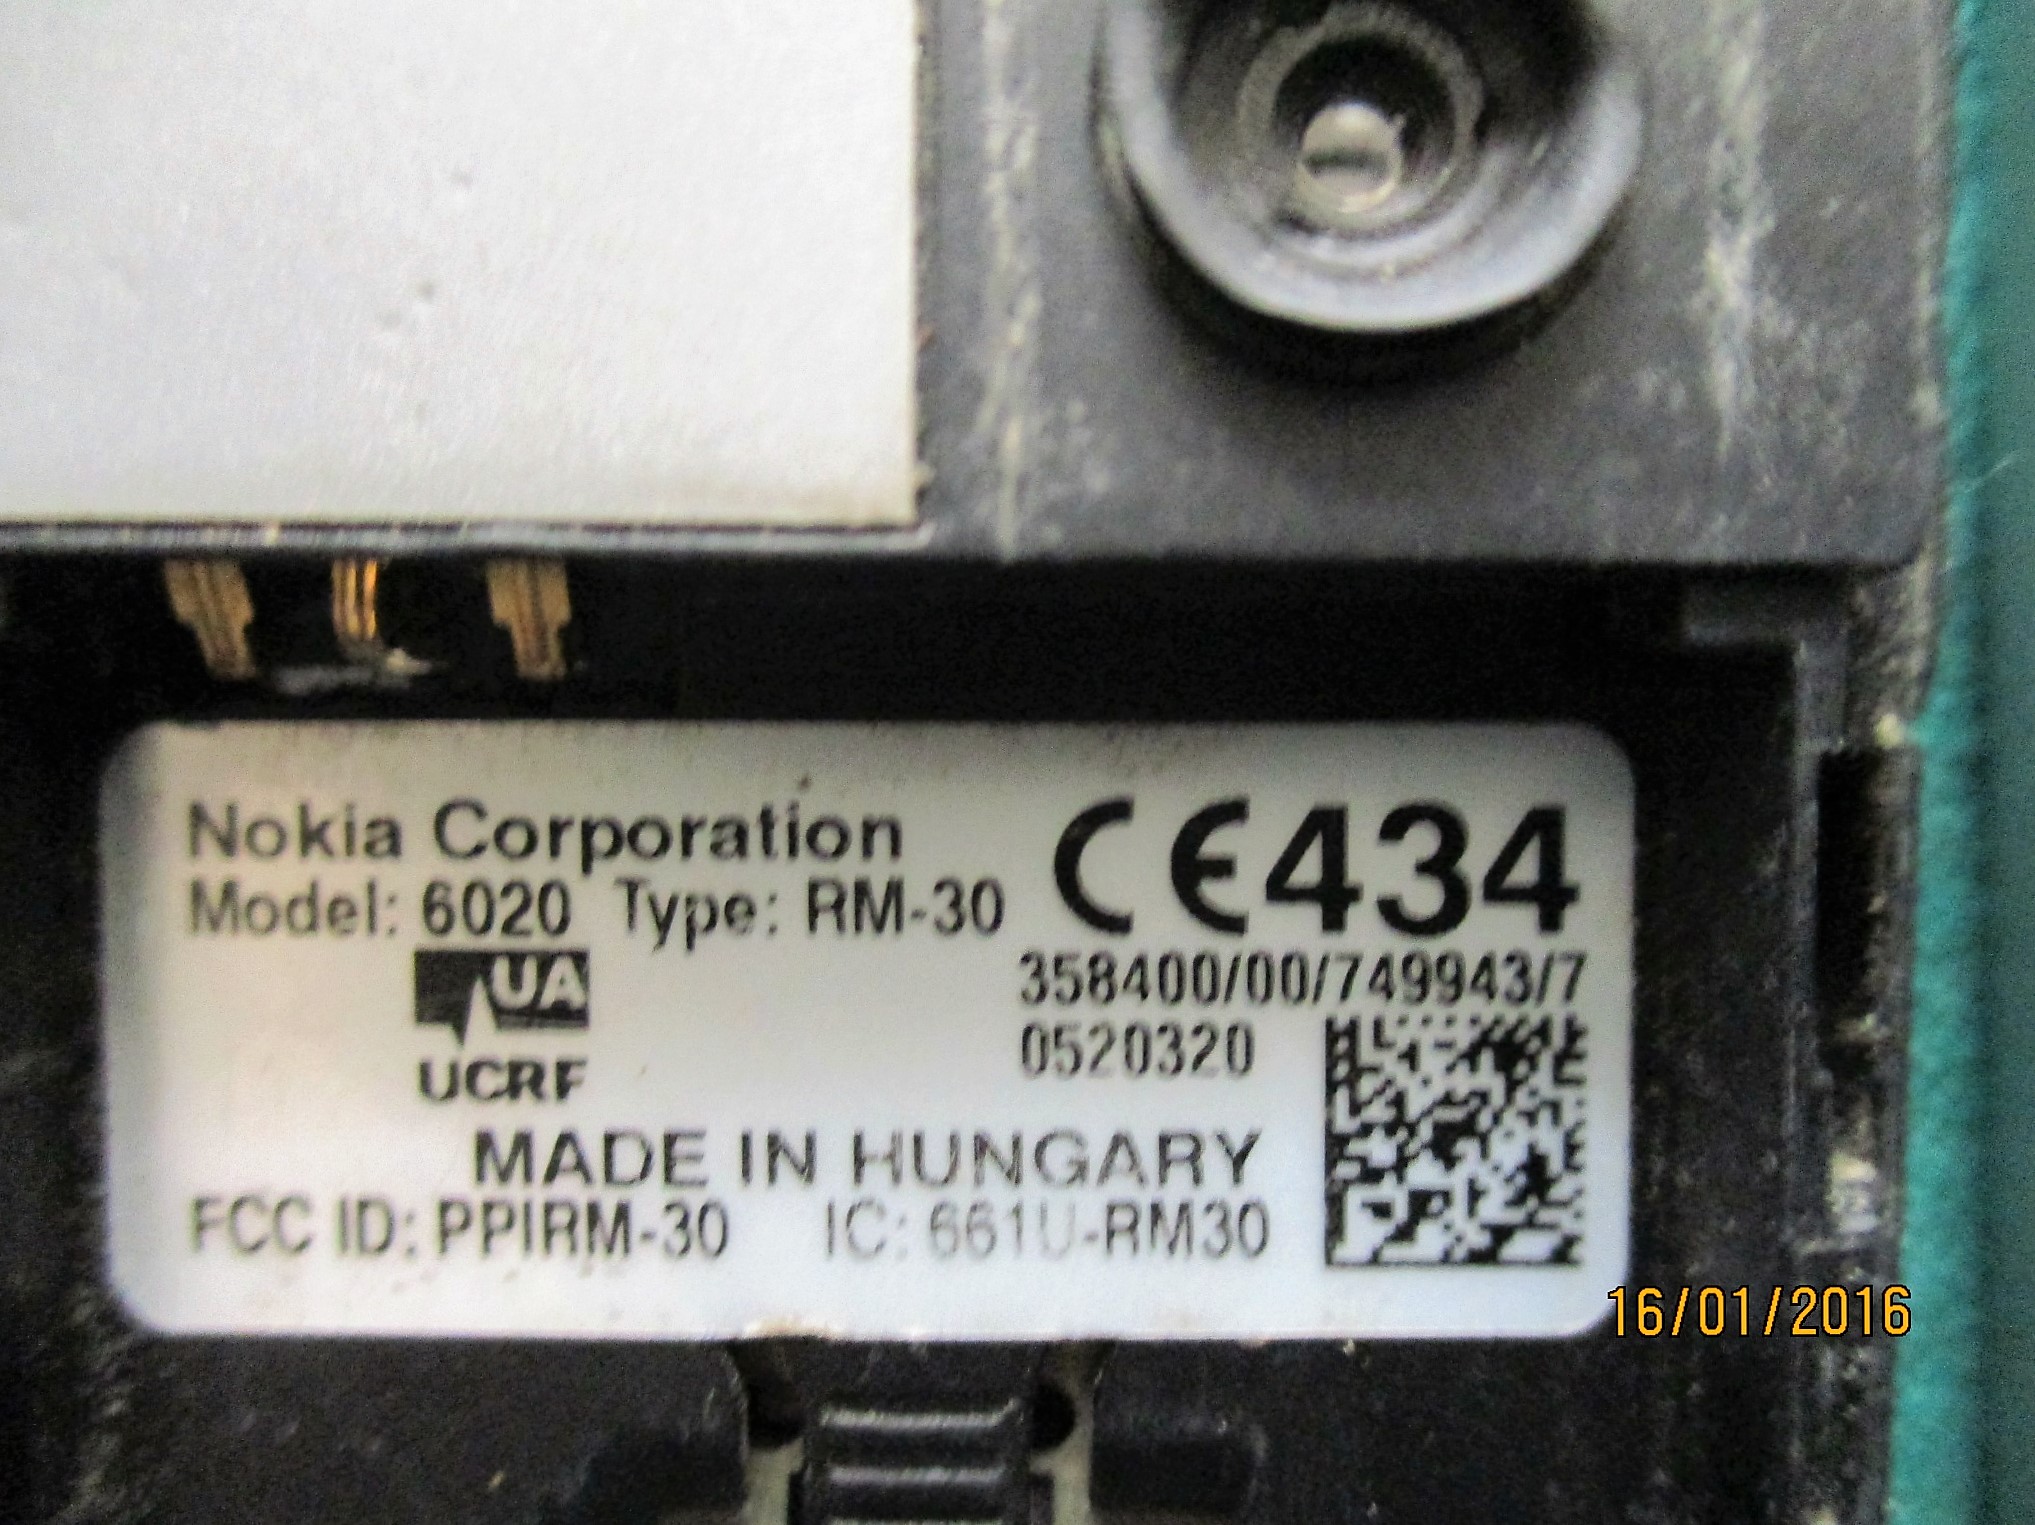 Nokia Corporation
CE434
Model: 6020 Type: RM-30
358400/00/749943/7
UA
UCRF
0520320
MADE IN HUNGARY
FCC ID: PPIRM-30 IC: 661U-RM30
16/01/2016